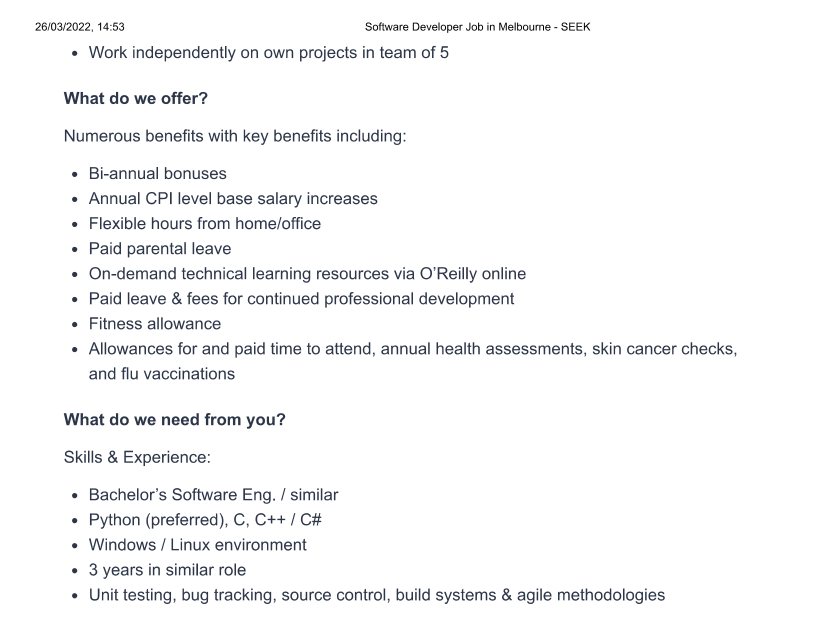 26/03/2022, 14:53 Software Developer Job in Melbourne - SEEK
• Work independently on own projects in team of 5
What do we offer?
Numerous benefits with key benefits including:
• Bi-annual bonuses
• Annual CPI level base salary increases
• Flexible hours from home/office
• Paid parental leave
• On-demand technical learning resources via O’Reilly online
• Paid leave & fees for continued professional development
• Fitness allowance
• Allowances for and paid time to attend, annual health assessments, skin cancer checks,
and flu vaccinations
What do we need from you?
Skills & Experience:
• Bachelor’s Software Eng. / similar
• Python (preferred), C, C++ / C#
• Windows / Linux environment
• 3 years in similar role
• Unit testing, bug tracking, source control, build systems & agile methodologies